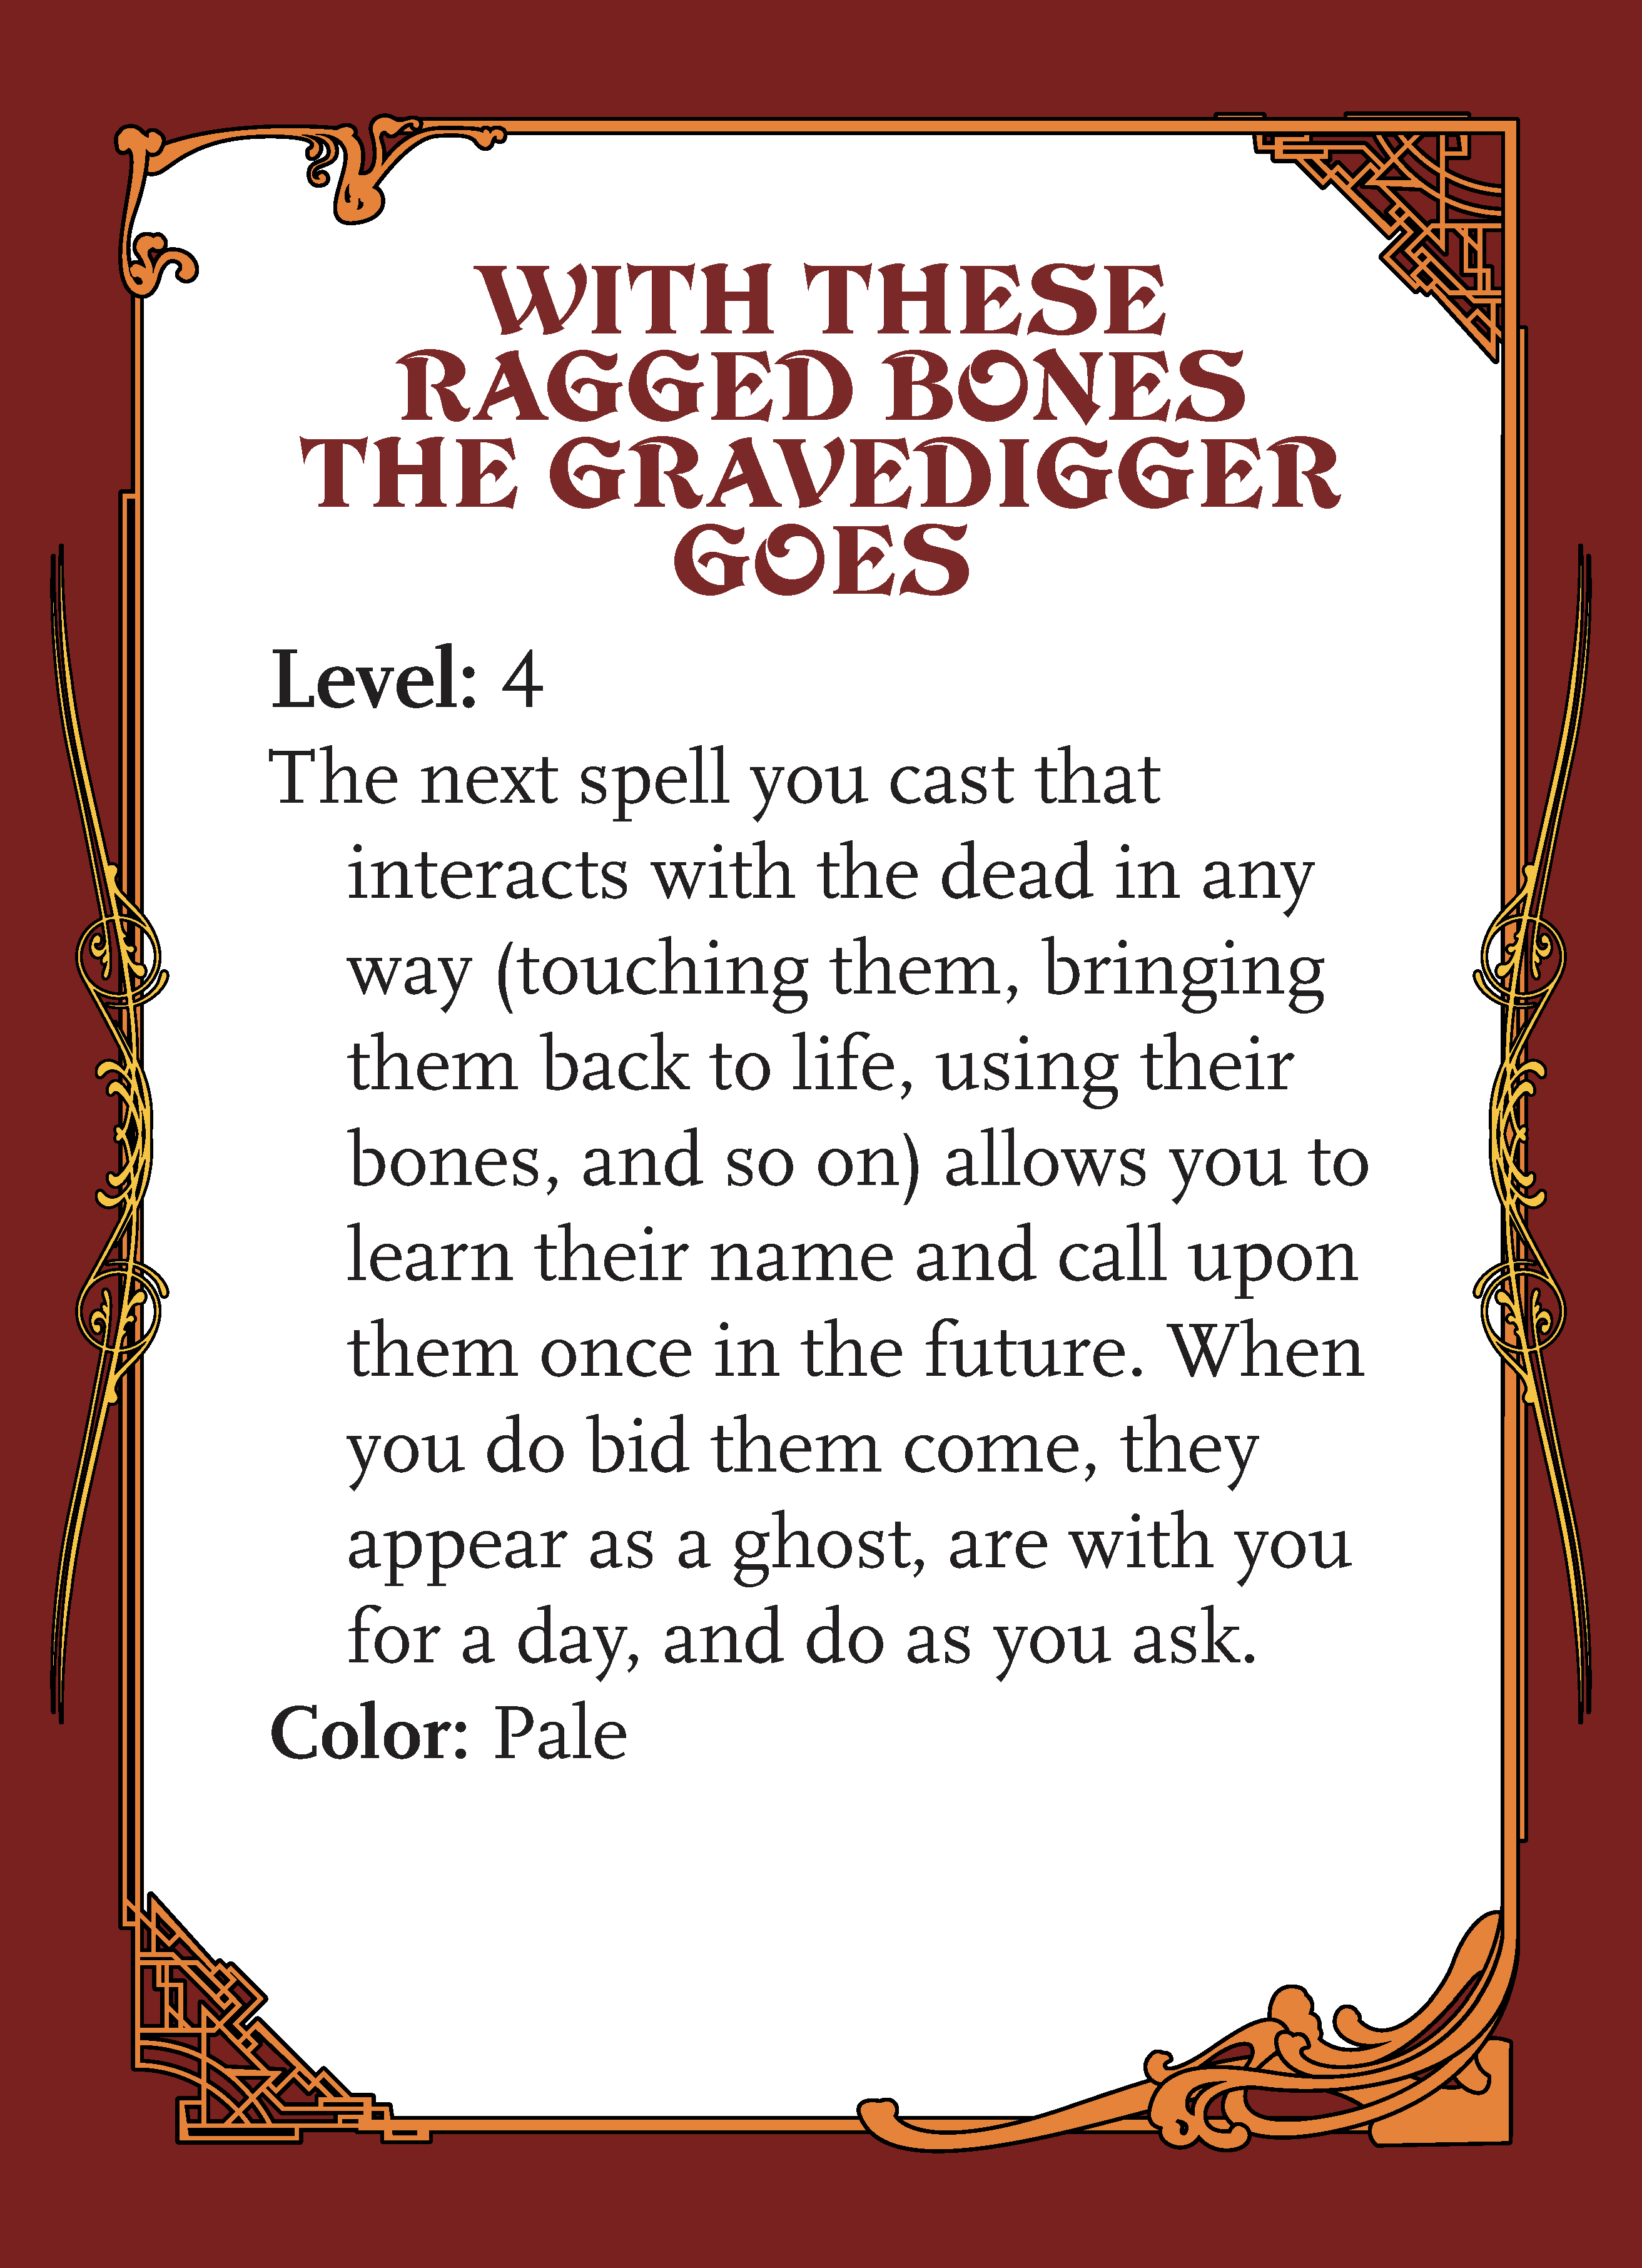 WITH THESE
RAGGED BONES
THE GRAVEDIGGER
GOES
Level: 4
The next spell you cast that
interacts with the dead in any
way (touching them, bringing
them back to life, using their
bones, and so on) allows you to
learn their name and call upon
them once in the future. When
you do bid them come, they
appear as a ghost, are with you
for a day, and do as you ask.
Color: Pale